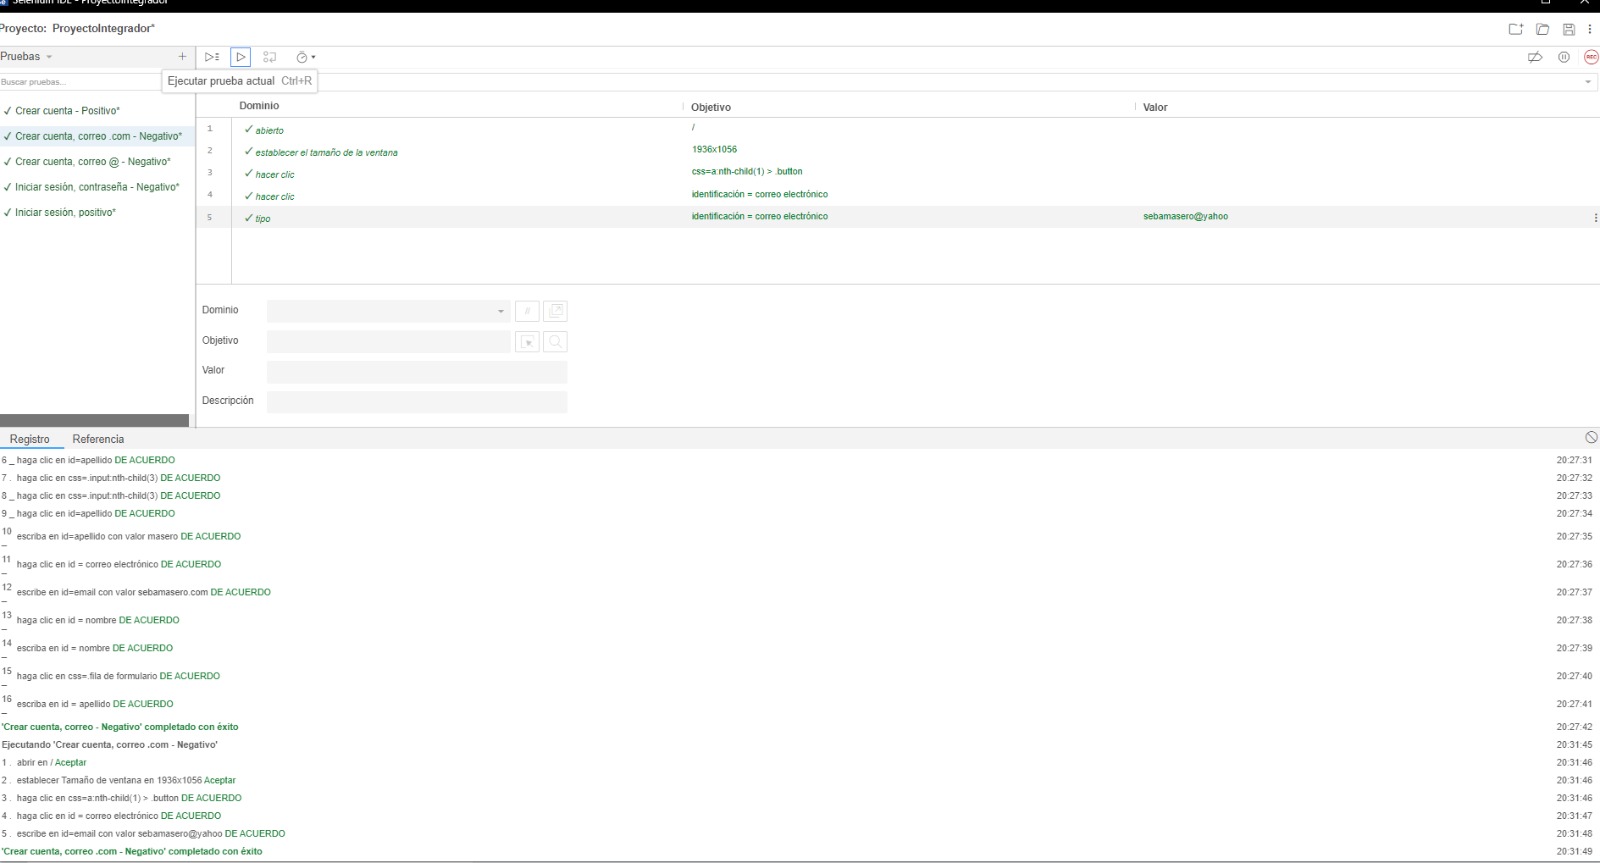 Selenium IDE - ProyectoIntegrador*
Proyecto: ProyectoIntegrador*
Pruebas
Buscar pruebas...
Ejecutar prueba actual Ctrl+R
✓ Crear cuenta - Positivo*
✓ Crear cuenta, correo .com - Negativo*
✓ Crear cuenta, correo @ - Negativo*
✓ Iniciar sesión, contraseña - Negativo*
✓ Iniciar sesión, positivo*
REC
Dominio Objetivo Valor
1 ✓ abierto /
2 ✓ establecer el tamaño de la ventana 1936x1056
3 ✓ hacer clic css=a:nth-child(1) > .button
4 ✓ hacer clic identificación = correo electrónico
5 ✓ tipo identificación = correo electrónico sebamasero@yahoo
Dominio //
Objetivo
Valor
Descripción
Registro Referencia
6 _ haga clic en id=apellido DE ACUERDO 20:27:31
7 . haga clic en css=.input:nth-child(3) DE ACUERDO 20:27:32
8 _ haga clic en css=.input:nth-child(3) DE ACUERDO 20:27:33
9 _ haga clic en id=apellido DE ACUERDO 20:27:34
10 _ escriba en id=apellido con valor masero DE ACUERDO 20:27:35
11 _ haga clic en id = correo electrónico DE ACUERDO 20:27:36
12 _ escribe en id=email con valor sebamasero.com DE ACUERDO 20:27:37
13 _ haga clic en id = nombre DE ACUERDO 20:27:38
14 _ escriba en id = nombre DE ACUERDO 20:27:39
15 _ haga clic en css=.fila de formulario DE ACUERDO 20:27:40
16 _ escriba en id = apellido DE ACUERDO 20:27:41
'Crear cuenta, correo - Negativo' completado con éxito 20:27:42
Ejecutando 'Crear cuenta, correo .com - Negativo' 20:31:45
1 . abrir en / Aceptar 20:31:46
2 . establecer Tamaño de ventana en 1936x1056 Aceptar 20:31:46
3 . haga clic en css=a:nth-child(1) > .button DE ACUERDO 20:31:46
4 . haga clic en id = correo electrónico DE ACUERDO 20:31:47
5 . escribe en id=email con valor sebamasero@yahoo DE ACUERDO 20:31:48
'Crear cuenta, correo .com - Negativo' completado con éxito 20:31:49